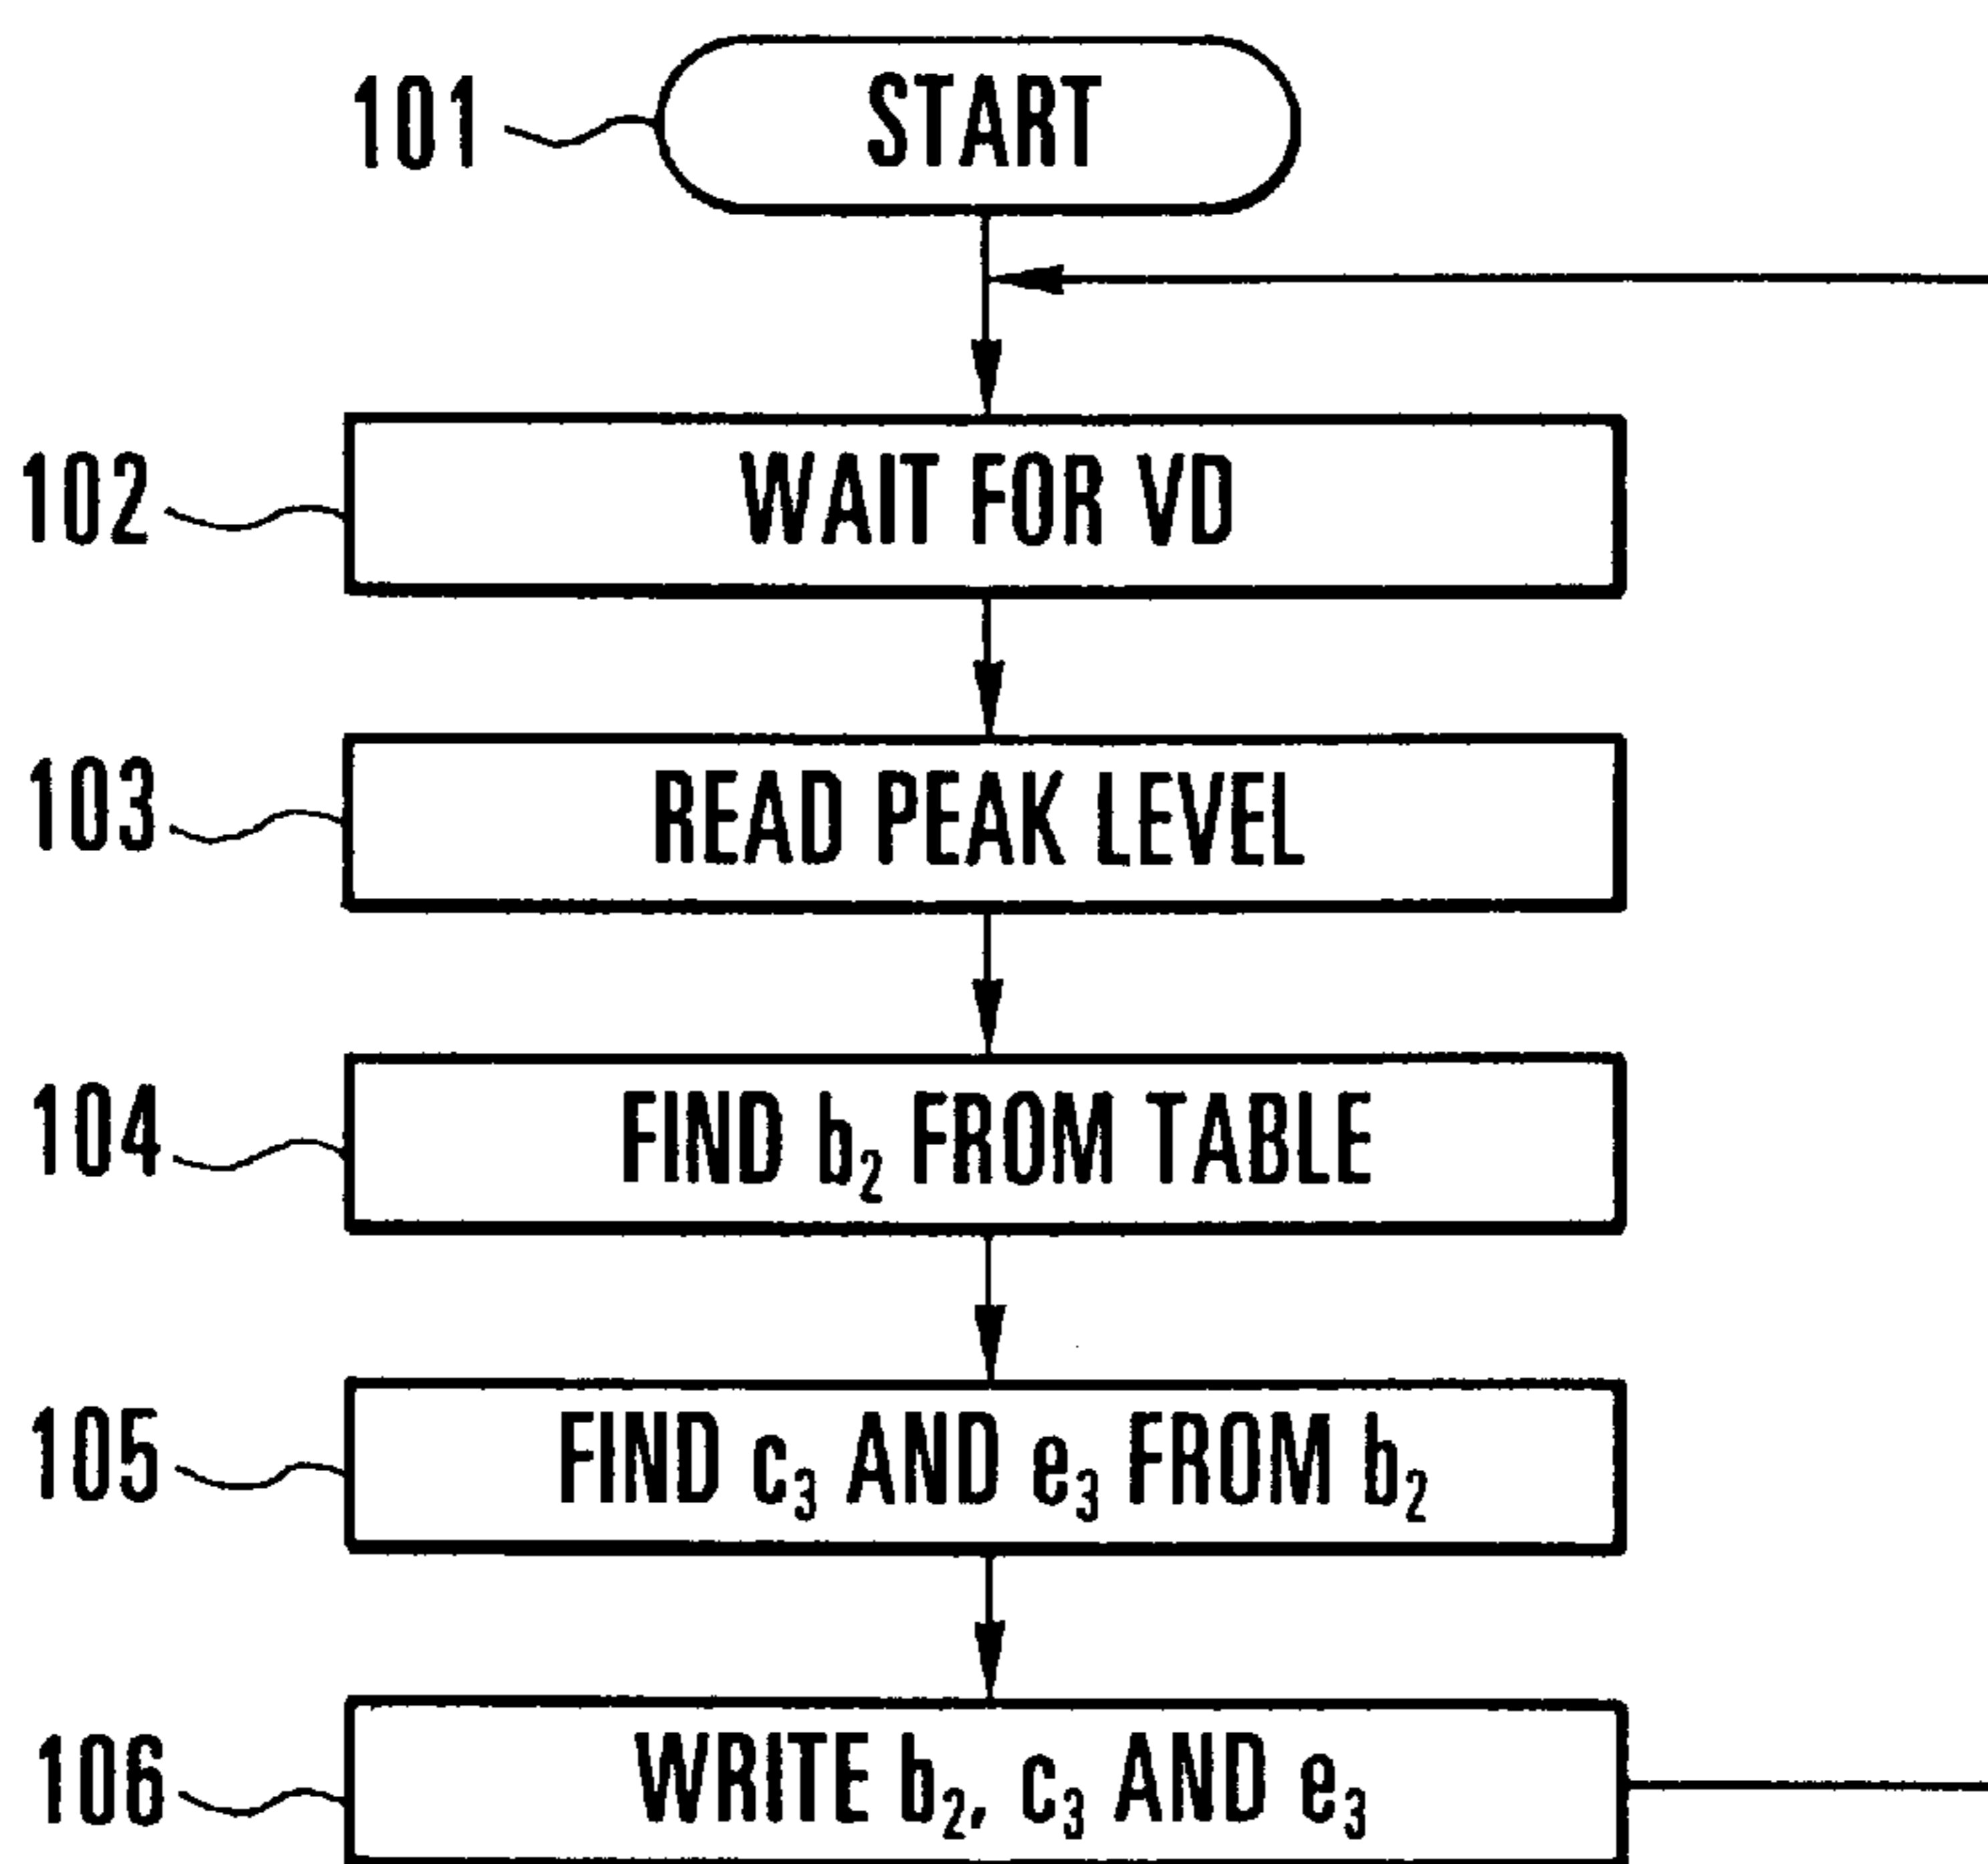 101 START
102 WAIT FOR VD
103 READ PEAK LEVEL
104 FIND b₂ FROM TABLE
105 FIND c₃ AND e₃ FROM b₂
106 WRITE b₂, c₃ AND e₃